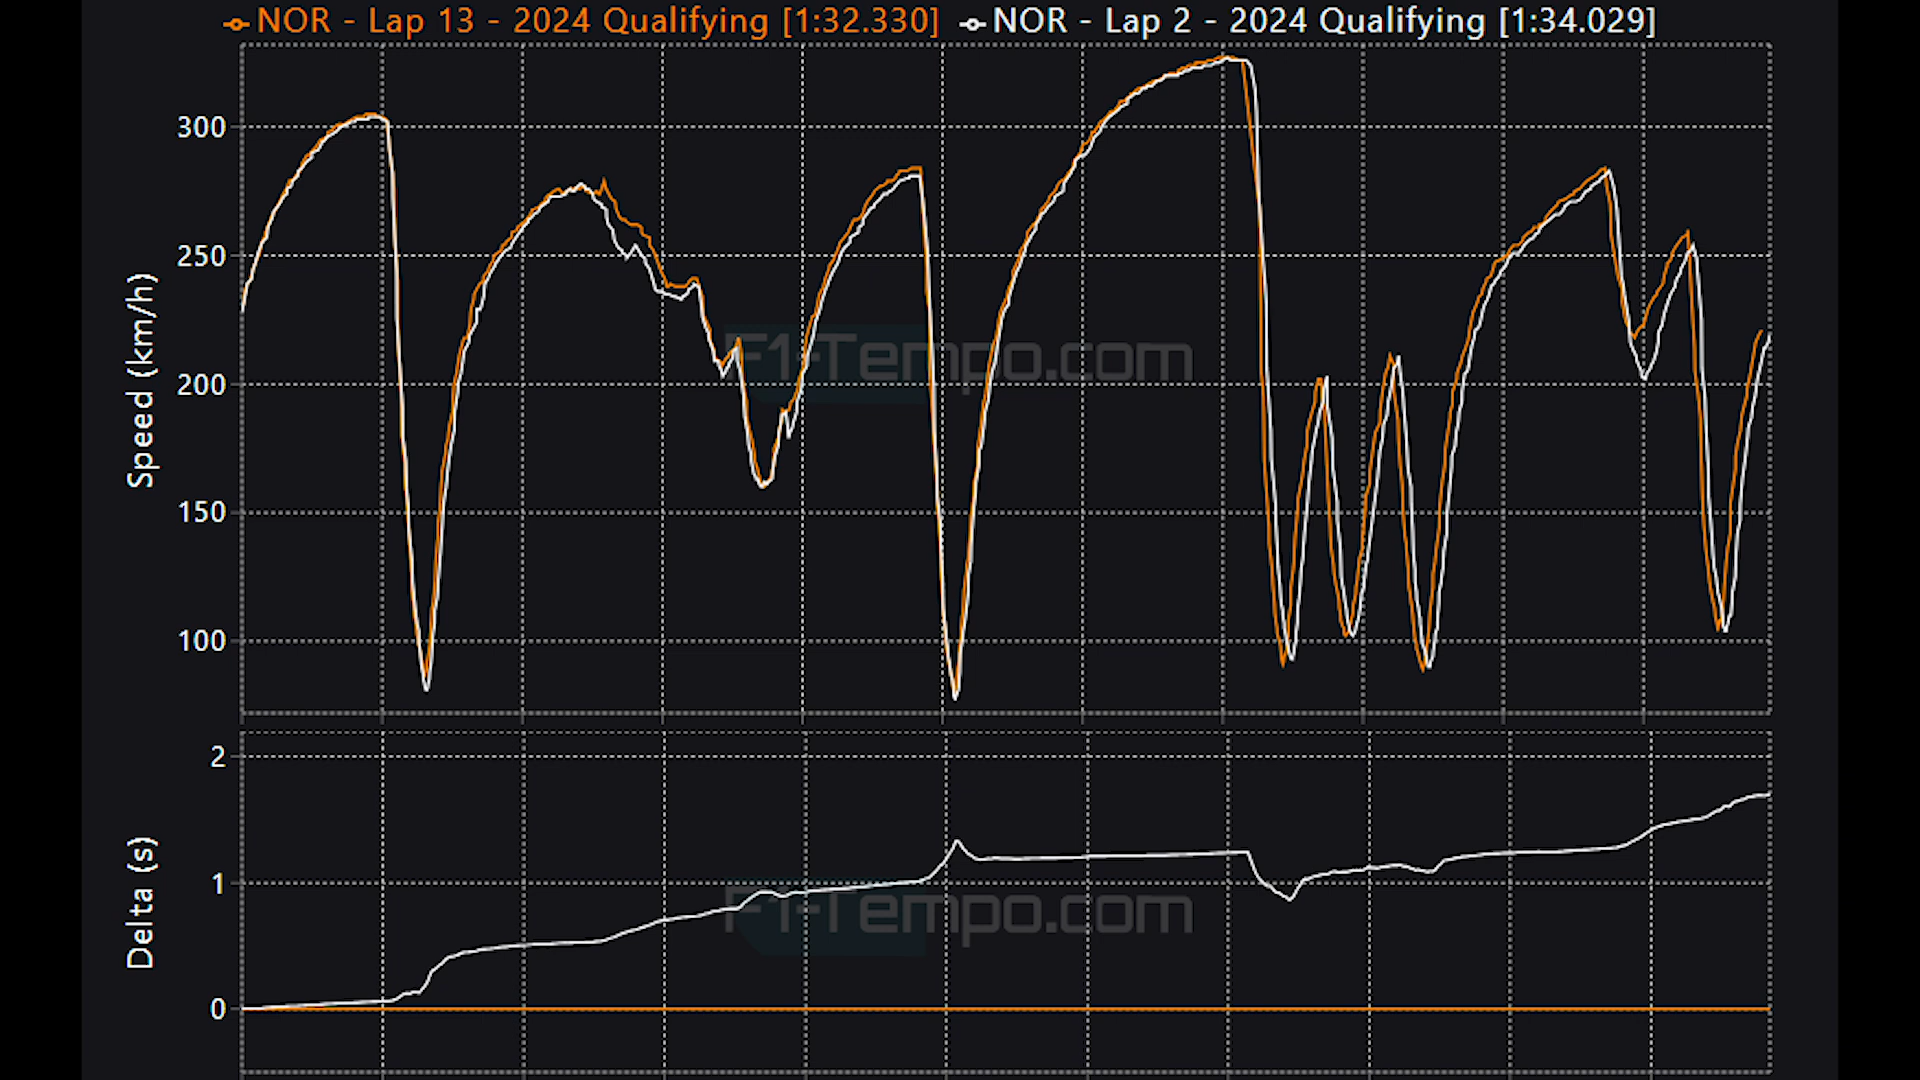 NOR - Lap 13 - 2024 Qualifying [1:32.330] NOR - Lap 2 - 2024 Qualifying [1:34.029]
300
250
200
150
100
Speed (km/h)
F1-Tempo.com
2
1
0
Delta (s)
F1-Tempo.com